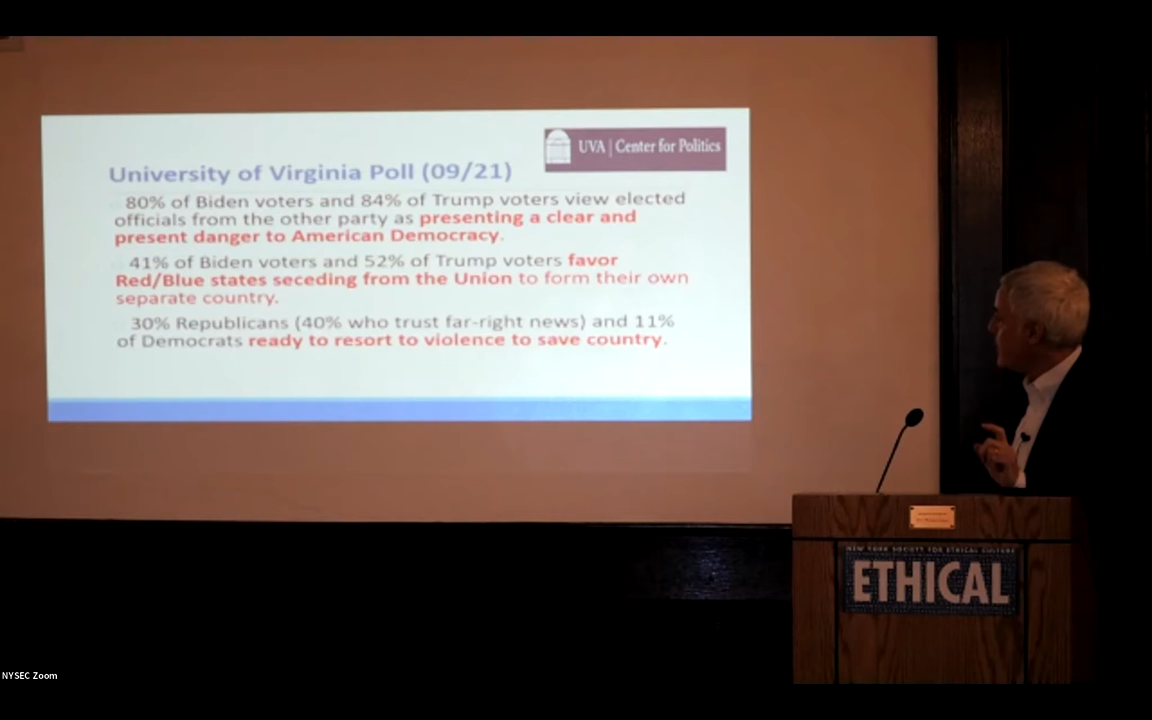 UVA | Center for Politics
University of Virginia Poll (09/21)
80% of Biden voters and 84% of Trump voters view elected
officials from the other party as presenting a clear and
present danger to American Democracy.
41% of Biden voters and 52% of Trump voters favor
Red/Blue states seceding from the Union to form their own
separate country.
30% Republicans (40% who trust far-right news) and 11%
of Democrats ready to resort to violence to save country.
NEW YORK SOCIETY FOR ETHICAL CULTURE
ETHICAL
NYSEC Zoom